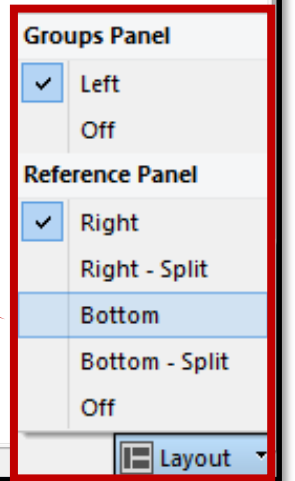 Groups Panel
Left
Off
Reference Panel
Right
Right - Split
Bottom
Bottom - Split
Off
Layout